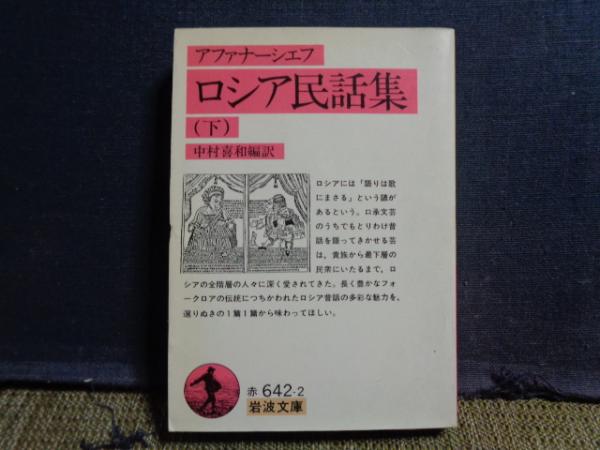 アファナーシエフ
ロシア民話集
(下)
中村喜和編訳
ロシアには「語りは歌
にまさる」という諺が
あるという。口承文芸
のうちでもとりわけ昔
話を語ってきかせる芸
は、貴族から最下層の
民衆にいたるまで、ロ
シアの全階層の人々に深く愛されてきた。長く豊かなフォ
ークロアの伝統につちかわれたロシア昔話の多彩な魅力を、
選りぬきの1篇1篇から味わってほしい。
赤 642-2
岩波文庫